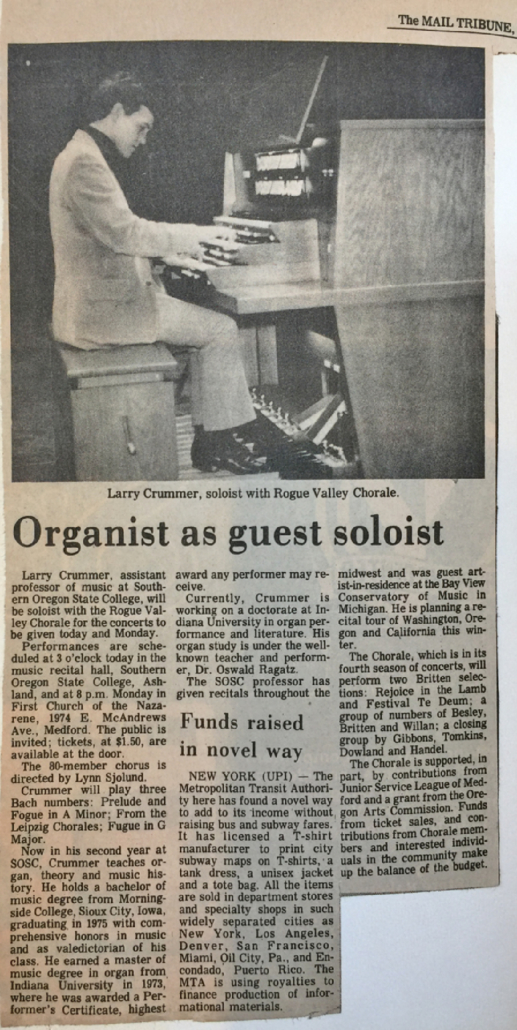 The MAIL TRIBUNE,
Larry Crummer, soloist with Rogue Valley Chorale.
Organist as guest soloist
Larry Crummer, assistant
professor of music at South-
ern Oregon State College, will
be soloist with the Rogue Val-
ley Chorale for the concerts to
be given today and Monday.
Performances are sche-
duled at 3 o'clock today in the
music recital hall, Southern
Oregon State College, Ash-
land, and at 8 p.m. Monday in
First Church of the Naza-
rene, 1974 E. McAndrews
Ave., Medford. The public is
invited; tickets, at $1.50, are
available at the door.
The 80-member chorus is
directed by Lynn Sjolund.
Crummer will play three
Bach numbers: Prelude and
Fogue in A Minor; From the
Leipzig Chorales; Fugue in G
Major.
Now in his second year at
SOSC, Crummer teaches or-
gan, theory and music his-
tory. He holds a bachelor of
music degree from Morning-
side College, Sioux City, Iowa,
graduating in 1975 with com-
prehensive honors in music
and as valedictorian of his
class. He earned a master of
music degree in organ from
Indiana University in 1973,
where he was awarded a Per-
former's Certificate, highest
award any performer may re-
ceive.
Currently, Crummer is
working on a doctorate at In-
diana University in organ per-
formance and literature. His
organ study is under the well-
known teacher and perform-
er, Dr. Oswald Ragatz.
The SOSC professor has
given recitals throughout the
midwest and was guest art-
ist-in-residence at the Bay View
Conservatory of Music in
Michigan. He is planning a re-
cital tour of Washington, Ore-
gon and California this win-
ter.
The Chorale, which is in its
fourth season of concerts, will
perform two Britten selec-
tions: Rejoice in the Lamb
and Festival Te Deum; a
group of numbers of Besley,
Britten and Willan; a closing
group by Gibbons, Tomkins,
Dowland and Handel.
The Chorale is supported, in
part, by contributions from
Junior Service League of Med-
ford and a grant from the Ore-
gon Arts Commission. Funds
from ticket sales, and con-
tributions from Chorale mem-
bers and interested individ-
uals in the community make
up the balance of the budget.
Funds raised
in novel way
NEW YORK (UPI) — The
Metropolitan Transit Authori-
ty here has found a novel way
to add to its income without
raising bus and subway fares.
It has licensed a T-shirt
manufacturer to print city
subway maps on T-shirts, a
tank dress, a unisex jacket
and a tote bag. All the items
are sold in department stores
and specialty shops in such
widely separated cities as
New York, Los Angeles,
Denver, San Francisco,
Miami, Oil City, Pa., and En-
condado, Puerto Rico. The
MTA is using royalties to
finance production of infor-
mational materials.